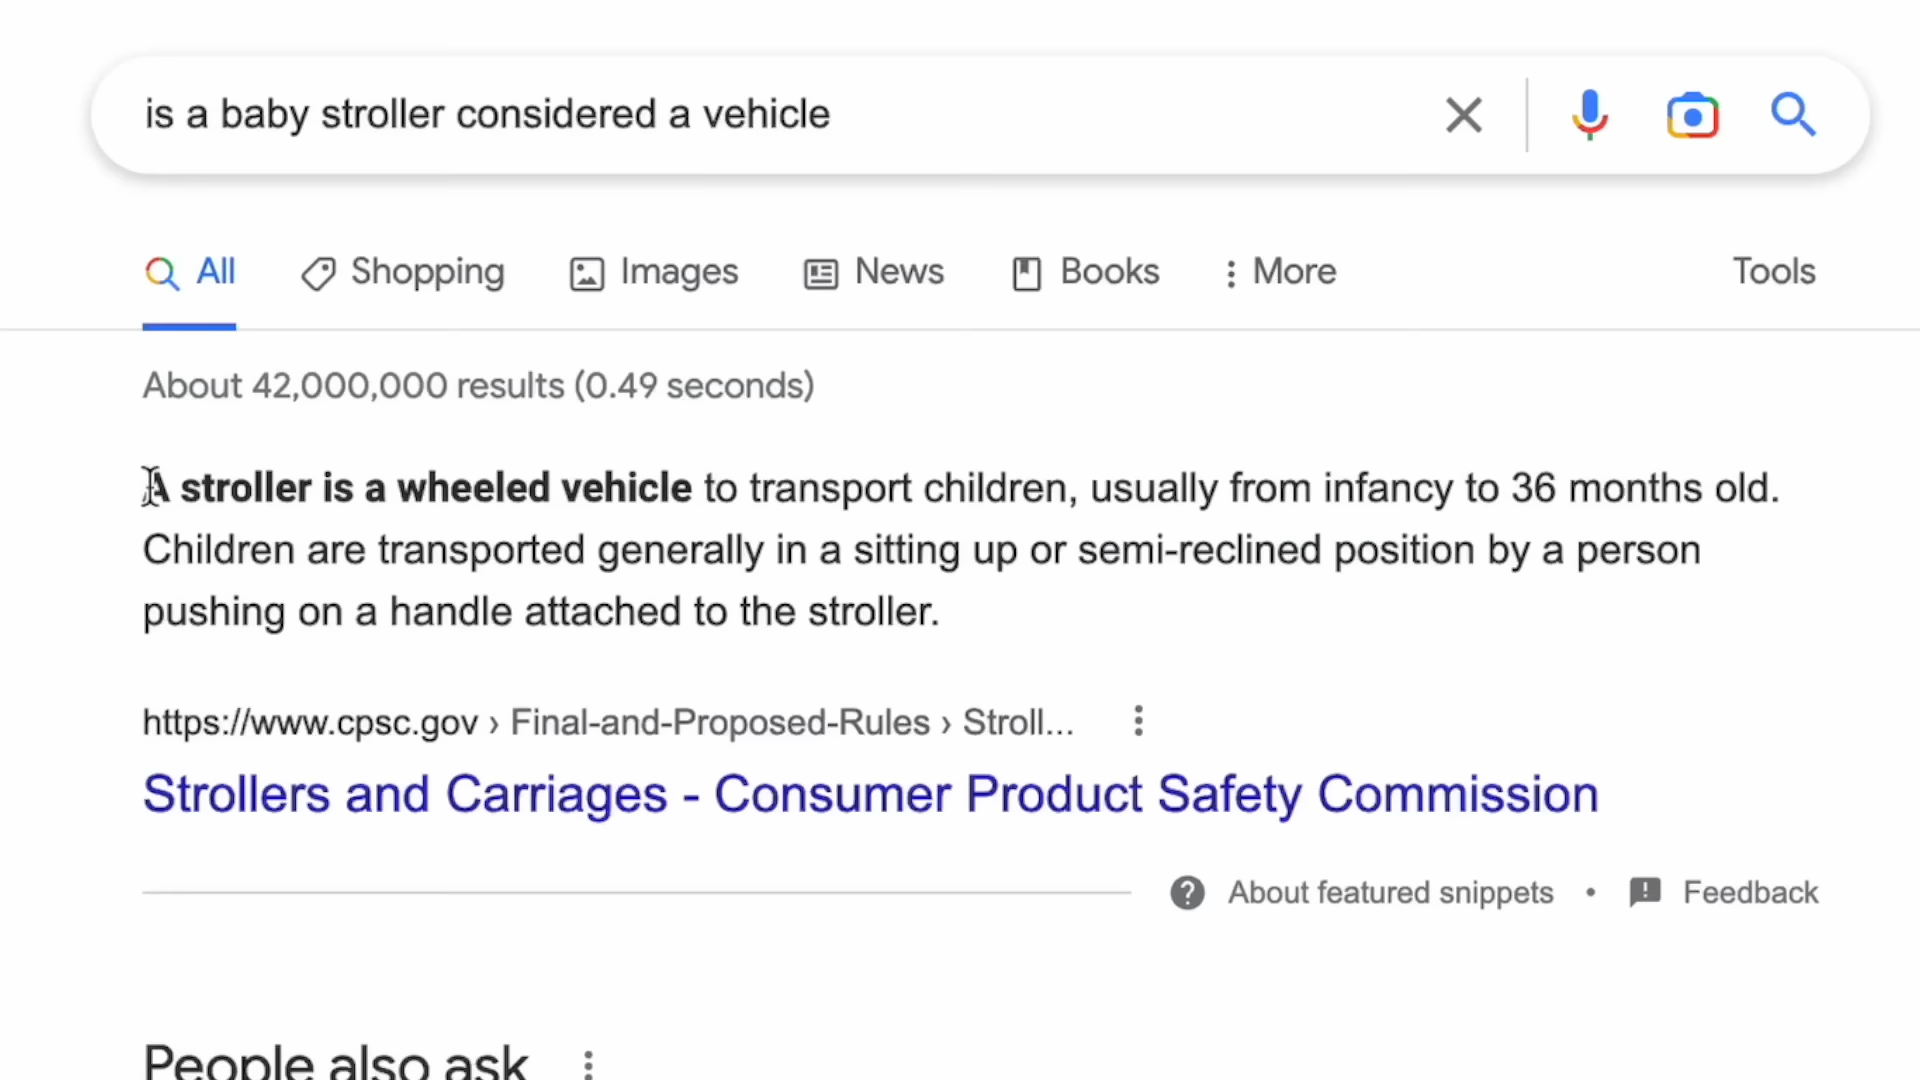 is a baby stroller considered a vehicle
All Shopping Images News Books More Tools
About 42,000,000 results (0.49 seconds)
A stroller is a wheeled vehicle to transport children, usually from infancy to 36 months old.
Children are transported generally in a sitting up or semi-reclined position by a person
pushing on a handle attached to the stroller.
https://www.cpsc.gov › Final-and-Proposed-Rules › Stroll...
Strollers and Carriages - Consumer Product Safety Commission
About featured snippets • Feedback
People also ask